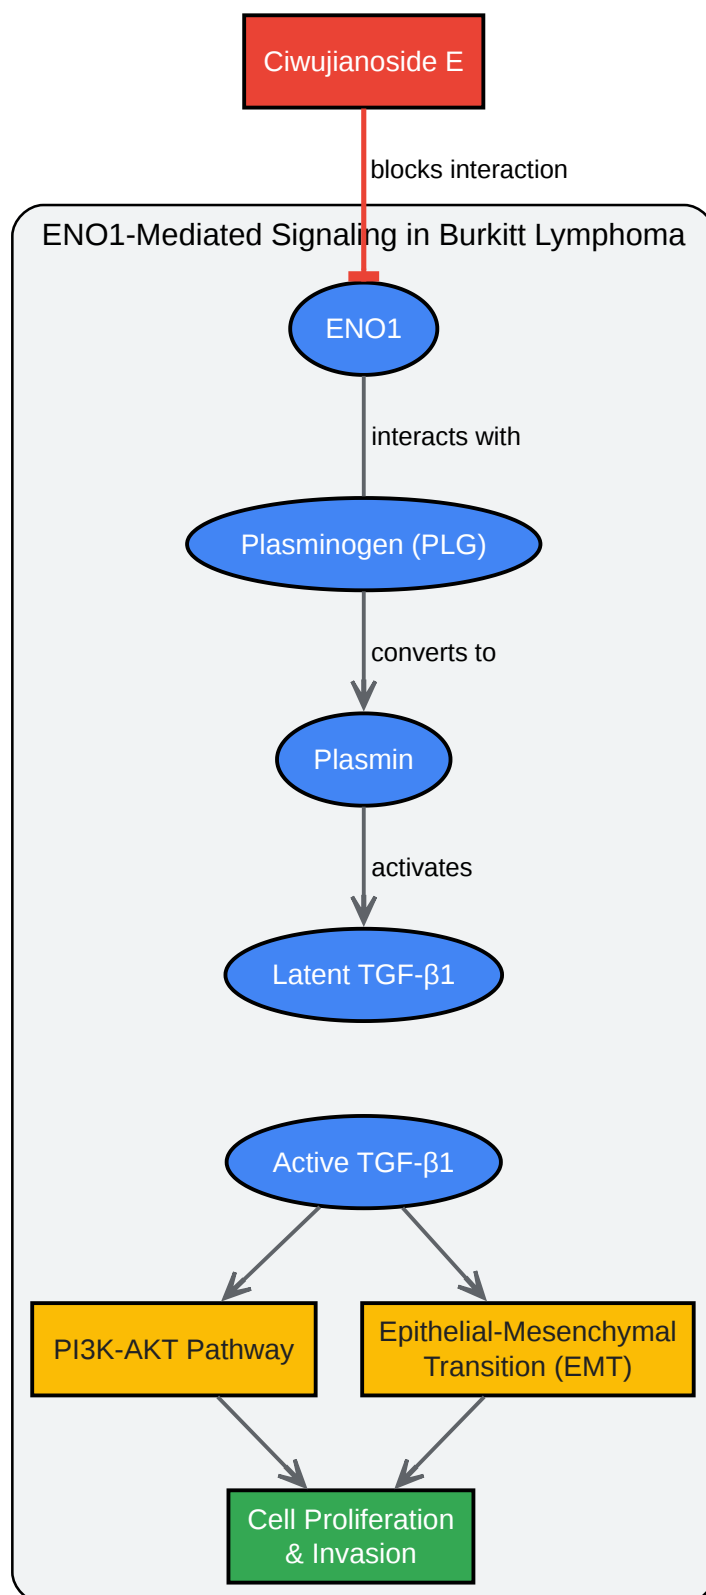 Ciwujianoside E
blocks interaction
ENO1-Mediated Signaling in Burkitt Lymphoma
ENO1
interacts with
Plasminogen (PLG)
converts to
Plasmin
activates
Latent TGF-β1
Active TGF-β1
PI3K-AKT Pathway
Epithelial-Mesenchymal
Transition (EMT)
Cell Proliferation
& Invasion